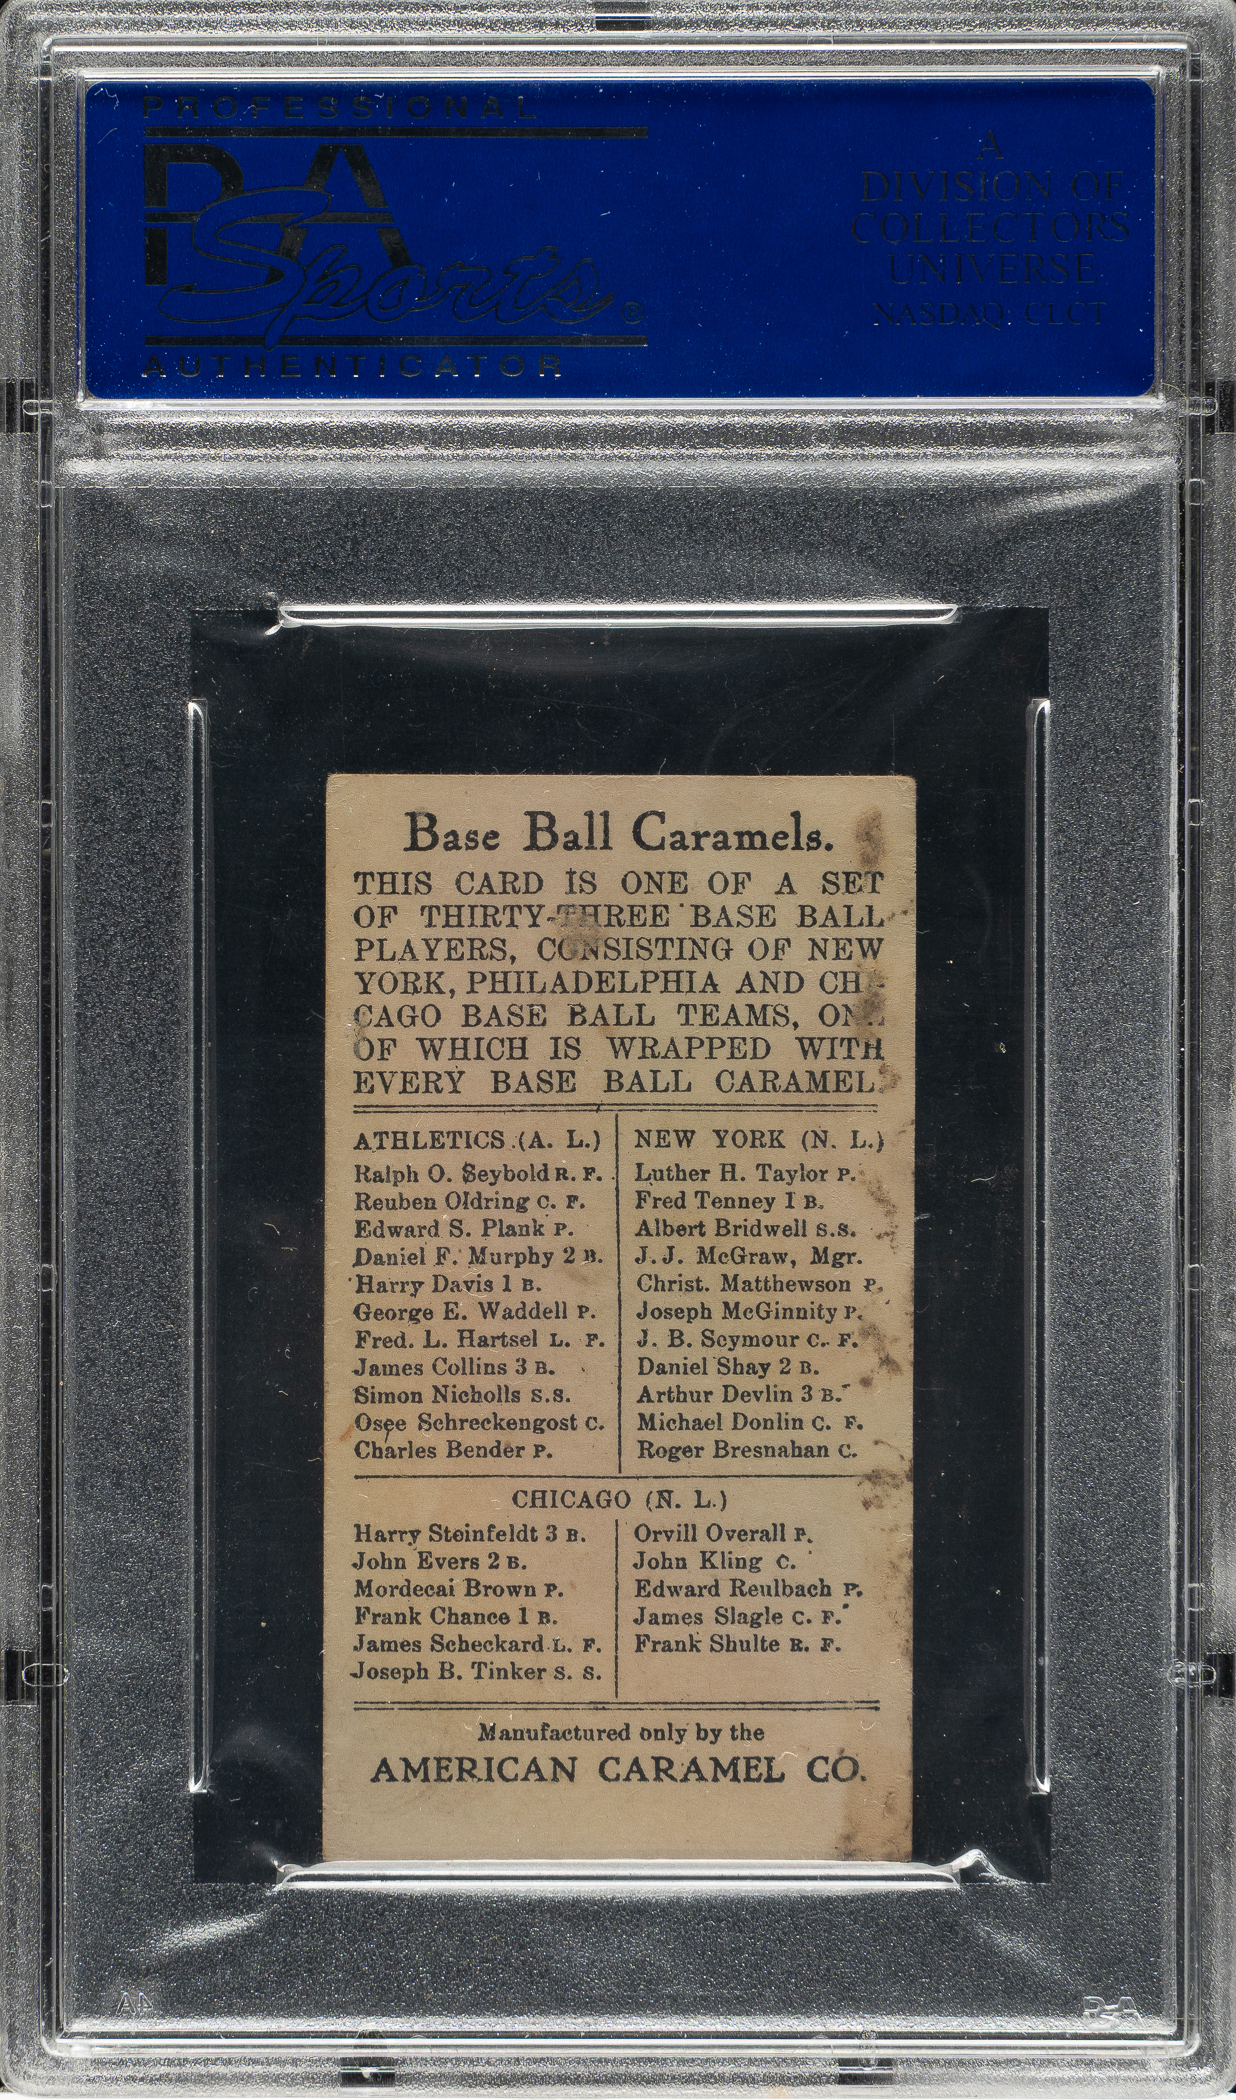 PROFESSIONAL
PSA
Sports®
AUTHENTICATOR
A
DIVISION OF
COLLECTORS
UNIVERSE
NASDAQ: CLCT
Base Ball Caramels.
THIS CARD IS ONE OF A SET
OF THIRTY-THREE BASE BALL
PLAYERS, CONSISTING OF NEW
YORK, PHILADELPHIA AND CHI-
CAGO BASE BALL TEAMS, ONE
OF WHICH IS WRAPPED WITH
EVERY BASE BALL CARAMEL.
ATHLETICS (A. L.)
Ralph O. Seybold R. F.
Reuben Oldring C. F.
Edward S. Plank P.
Daniel F. Murphy 2 B.
Harry Davis 1 B.
George E. Waddell P.
Fred. L. Hartsel L. F.
James Collins 3 B.
Simon Nicholls S.S.
Osee Schreckengost C.
Charles Bender P.
NEW YORK (N. L.)
Luther H. Taylor P.
Fred Tenney 1 B.
Albert Bridwell S.S.
J.J. McGraw, Mgr.
Christ. Matthewson P.
Joseph McGinnity P.
J. B. Seymour C. F.
Daniel Shay 2 B.
Arthur Devlin 3 B.
Michael Donlin C. F.
Roger Bresnahan C.
CHICAGO (N. L.)
Harry Steinfeldt 3 B.
John Evers 2 B.
Mordecai Brown P.
Frank Chance 1 B.
James Scheckard L. F.
Joseph B. Tinker S. S.
Orvill Overall P.
John Kling C.
Edward Reulbach P.
James Slagle C. F.
Frank Shulte R. F.
Manufactured only by the
AMERICAN CARAMEL CO.
PSA